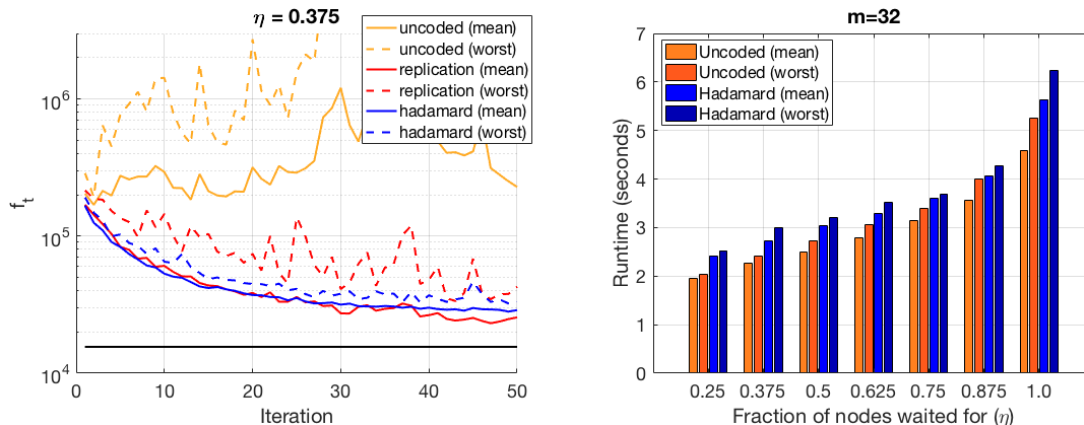 η = 0.375
uncoded (mean)
uncoded (worst)
replication (mean)
replication (worst)
hadamard (mean)
hadamard (worst)
10^6
10^5
10^4
f_t
0 10 20 30 40 50
Iteration
m=32
Uncoded (mean)
Uncoded (worst)
Hadamard (mean)
Hadamard (worst)
7
6
5
4
3
2
1
0
Runtime (seconds)
0.25 0.375 0.5 0.625 0.75 0.875 1.0
Fraction of nodes waited for (η)